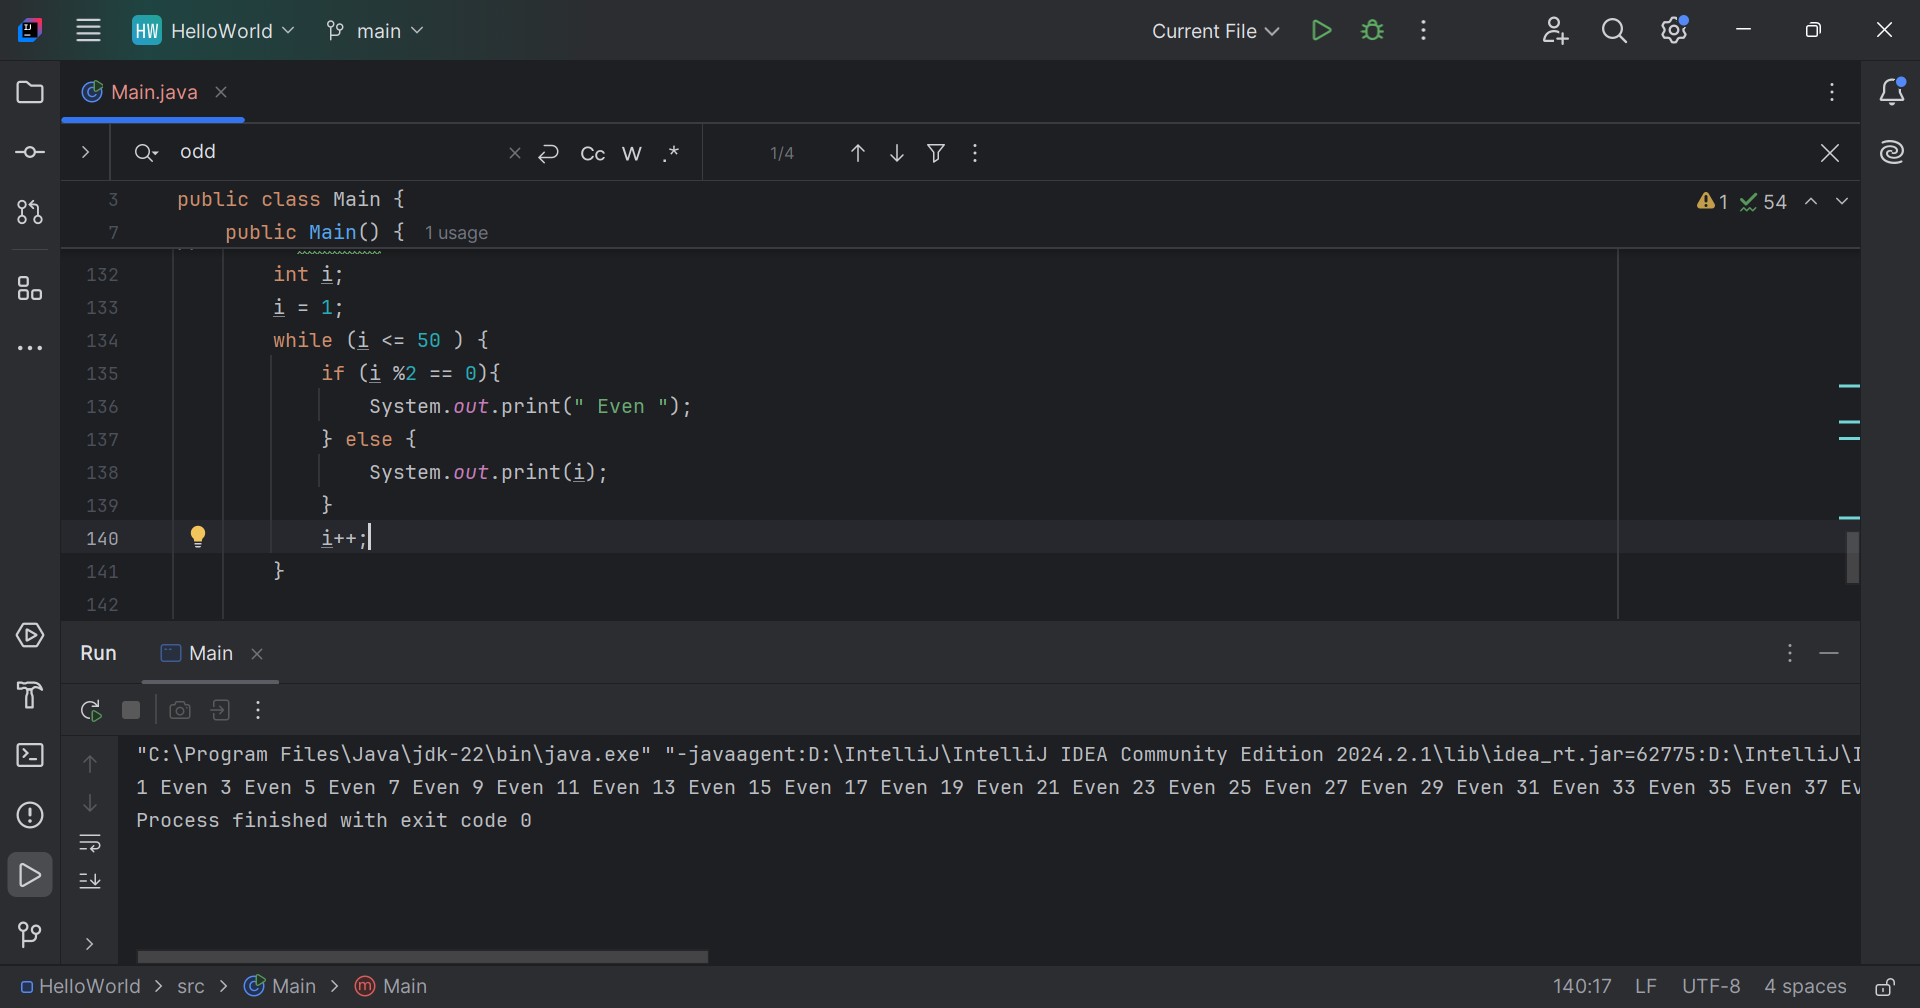 HW HelloWorld main Current File
Main.java
odd Cc W .* 1/4
3 public class Main { 1 54
7 public Main() { 1 usage
132 int i;
133 i = 1;
134 while (i <= 50 ) {
135 if (i %2 == 0){
136 System.out.print(" Even ");
137 } else {
138 System.out.print(i);
139 }
140 i++;
141 }
142
Run Main
"C:\Program Files\Java\jdk-22\bin\java.exe" "-javaagent:D:\IntelliJ\IntelliJ IDEA Community Edition 2024.2.1\lib\idea_rt.jar=62775:D:\IntelliJ\I
1 Even 3 Even 5 Even 7 Even 9 Even 11 Even 13 Even 15 Even 17 Even 19 Even 21 Even 23 Even 25 Even 27 Even 29 Even 31 Even 33 Even 35 Even 37 Ev
Process finished with exit code 0
HelloWorld > src > Main > Main 140:17 LF UTF-8 4 spaces